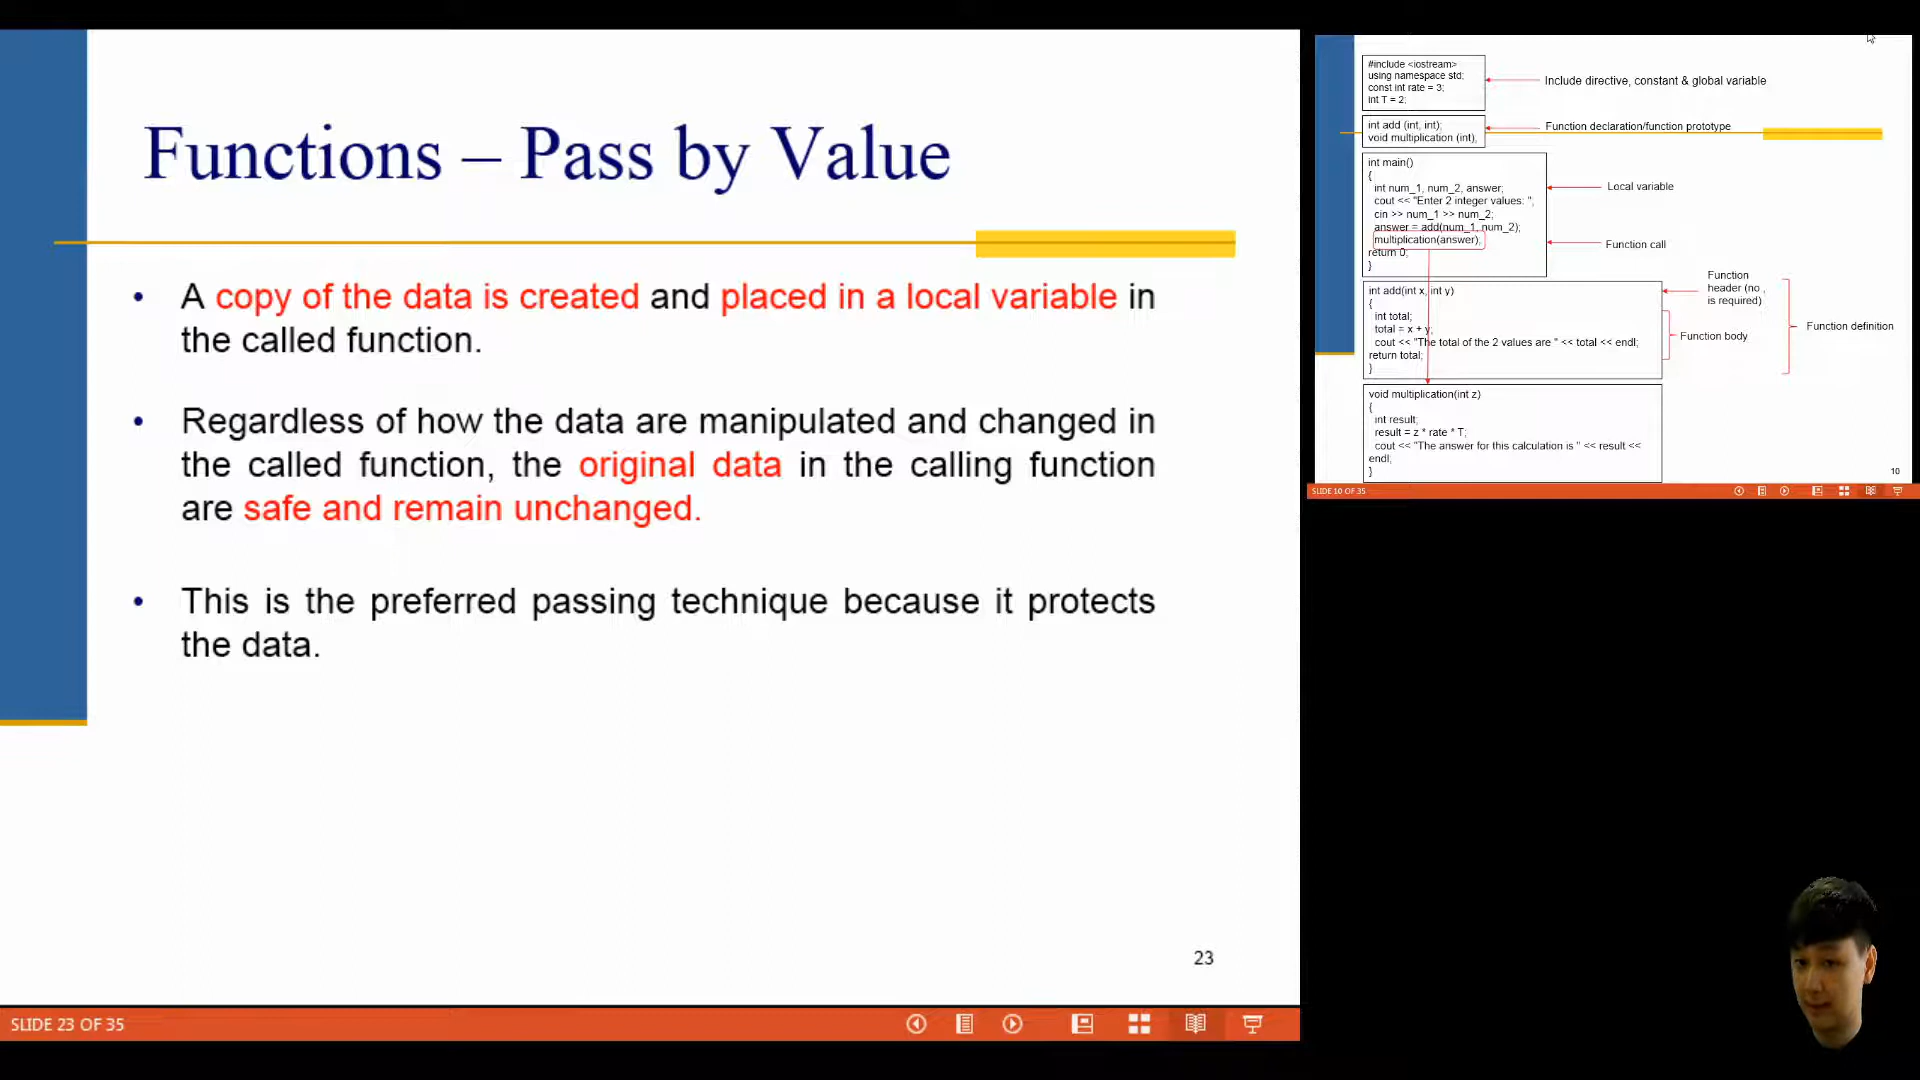 Functions – Pass by Value
• A copy of the data is created and placed in a local variable in
the called function.
• Regardless of how the data are manipulated and changed in
the called function, the original data in the calling function
are safe and remain unchanged.
• This is the preferred passing technique because it protects
the data.
23
SLIDE 23 OF 35
#include <iostream>
using namespace std;
const int rate = 3;
int T = 2;
Include directive, constant & global variable
int add (int, int);
void multiplication (int),
Function declaration/function prototype
int main()
{
int num_1, num_2, answer;
cout << "Enter 2 integer values: ";
cin >> num_1 >> num_2;
answer = add(num_1, num_2);
multiplication(answer),
return 0;
}
Local variable
Function call
int add(int x, int y)
{
int total;
total = x + y;
cout << "The total of the 2 values are " << total << endl;
return total;
}
Function
header (no ,
is required)
Function body
Function definition
void multiplication(int z)
{
int result;
result = z * rate * T;
cout << "The answer for this calculation is " << result <<
endl;
}
10
SLIDE 10 OF 35